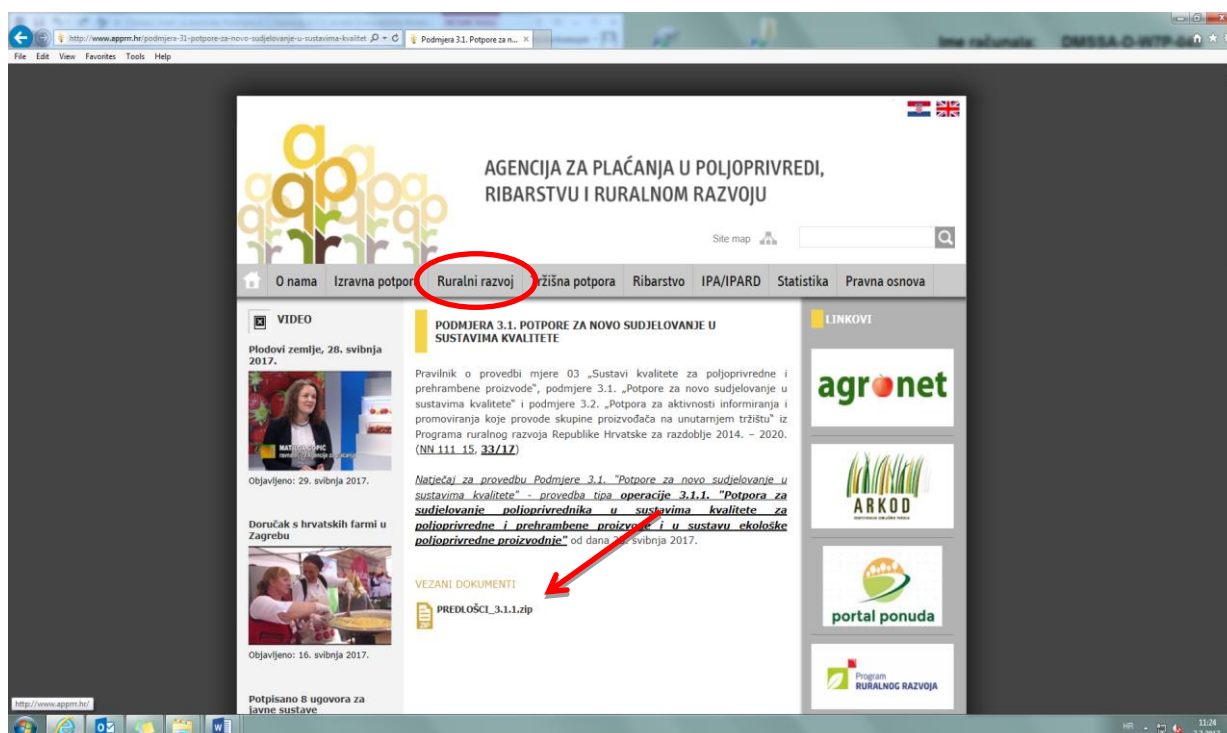 Ime računala:
http://www.apprrr.hr/podmjera-31-potpore-za-novo-sudjelovanje-u-sustavima-kvalitet
Podmjera 3.1. Potpore za n...
File Edit View Favorites Tools Help
AGENCIJA ZA PLAĆANJA U POLJOPRIVREDI,
RIBARSTVU I RURALNOM RAZVOJU
Site map
O nama Izravna potpora Ruralni razvoj Tržišna potpora Ribarstvo IPA/IPARD Statistika Pravna osnova
VIDEO
Plodovi zemlje, 28. svibnja
2017.
Objavljeno: 29. svibnja 2017.
Doručak s hrvatskih farmi u
Zagrebu
Objavljeno: 16. svibnja 2017.
Potpisano 8 ugovora za
javne sustave
PODMJERA 3.1. POTPORE ZA NOVO SUDJELOVANJE U
SUSTAVIMA KVALITETE
Pravilnik o provedbi mjere 03 „Sustavi kvalitete za poljoprivredne i
prehrambene proizvode“, podmjere 3.1. „Potpore za novo sudjelovanje u
sustavima kvalitete“ i podmjere 3.2. „Potpora za aktivnosti informiranja i
promoviranja koje provode skupine proizvođača na unutarnjem tržištu“ iz
Programa ruralnog razvoja Republike Hrvatske za razdoblje 2014. – 2020.
(NN 111_15, 33/17)
Natječaj za provedbu Podmjere 3.1. "Potpore za novo sudjelovanje u
sustavima kvalitete" - provedba tipa operacije 3.1.1. "Potpora za
sudjelovanje poljoprivrednika u sustavima kvalitete za
poljoprivredne i prehrambene proizvode i u sustavu ekološke
poljoprivredne proizvodnje" od dana svibnja 2017.
VEZANI DOKUMENTI
PREDLOŠCI_3.1.1.zip
LINKOVI
agronet
ARKOD
portal ponuda
Program
RURALNOG RAZVOJA
http://www.apprrr.hr/
HR
11:24